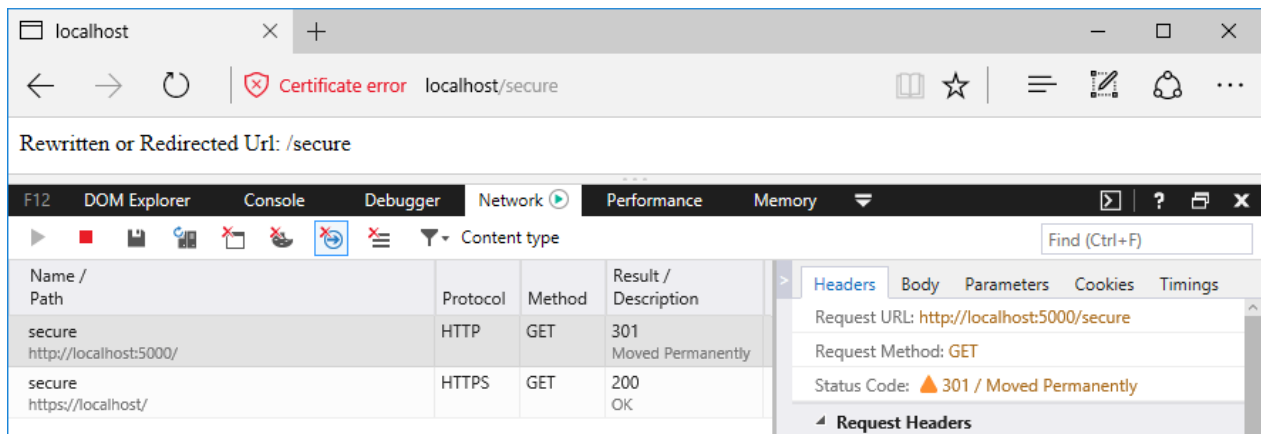 localhost
Certificate error localhost/secure
Rewritten or Redirected Url: /secure
F12 DOM Explorer Console Debugger Network Performance Memory ?
Content type Find (Ctrl+F)
Name /
Path Protocol Method Result /
Description
secure HTTP GET 301
http://localhost:5000/ Moved Permanently
secure HTTPS GET 200
https://localhost/ OK
Headers Body Parameters Cookies Timings
Request URL: http://localhost:5000/secure
Request Method: GET
Status Code: 301 / Moved Permanently
Request Headers